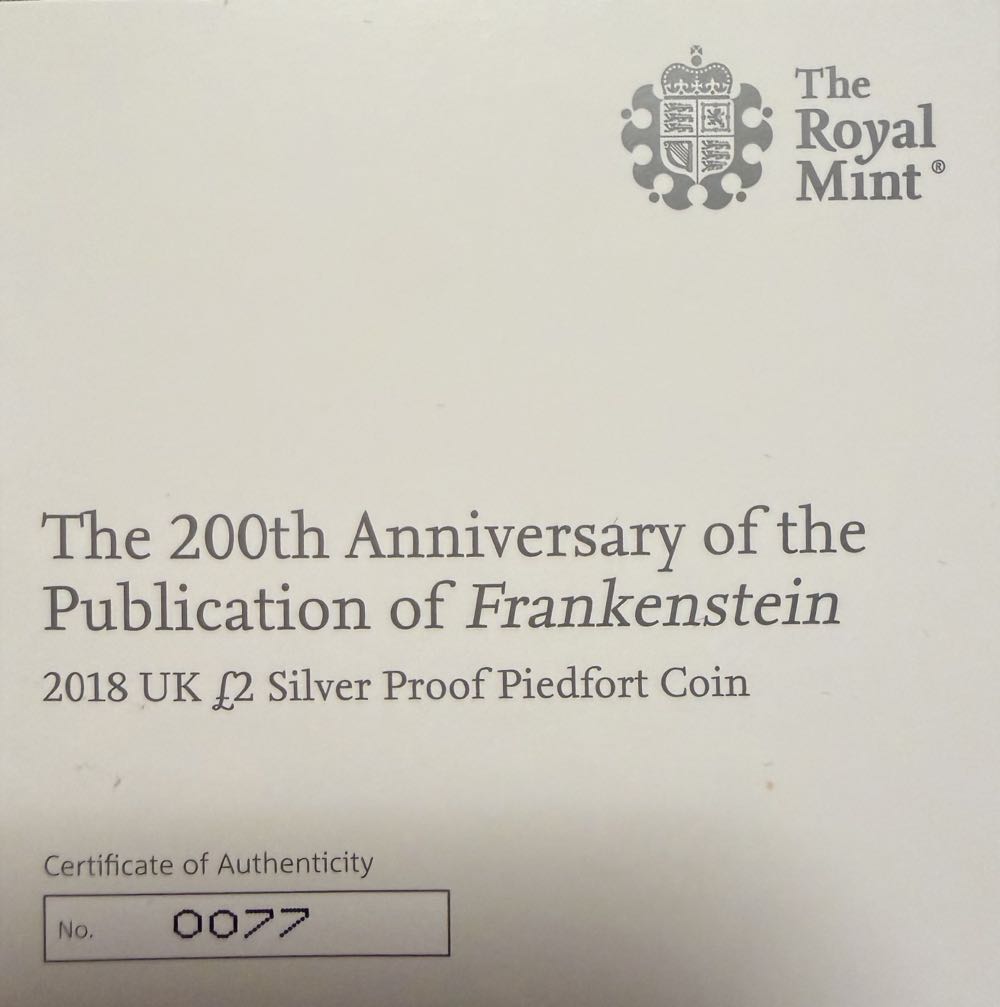 The
Royal
Mint®
The 200th Anniversary of the
Publication of Frankenstein
2018 UK £2 Silver Proof Piedfort Coin
Certificate of Authenticity
No. 0077